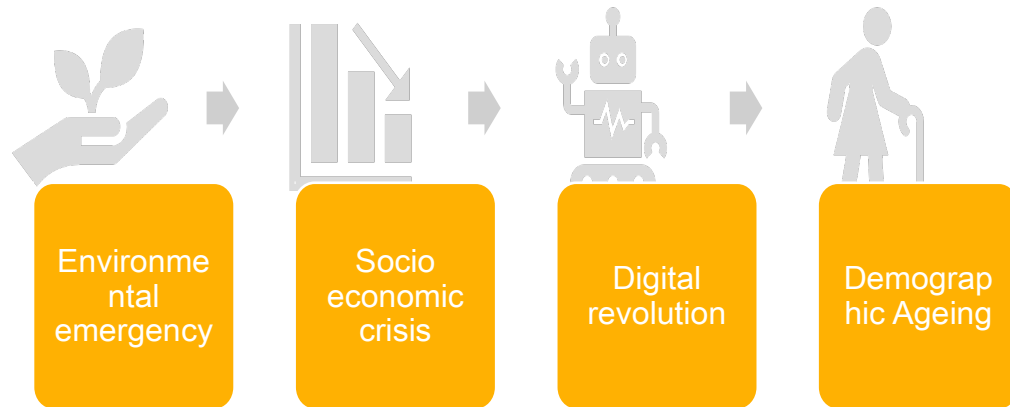 Environme
ntal
emergency
Socio
economic
crisis
Digital
revolution
Demograp
hic Ageing